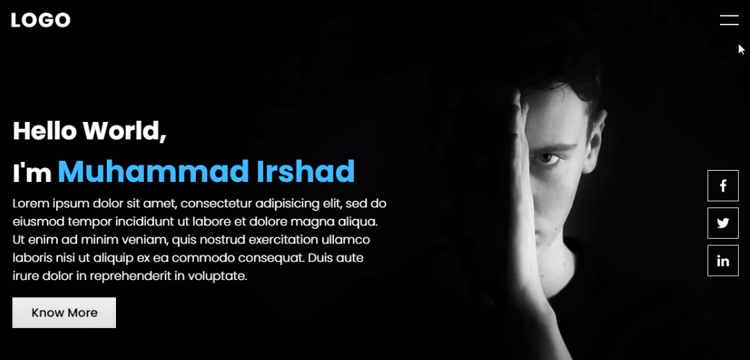 LOGO
Hello World,
I'm Muhammad Irshad
Lorem ipsum dolor sit amet, consectetur adipisicing elit, sed do
eiusmod tempor incididunt ut labore et dolore magna aliqua.
Ut enim ad minim veniam, quis nostrud exercitation ullamco
laboris nisi ut aliquip ex ea commodo consequat. Duis aute
irure dolor in reprehenderit in voluptate.
Know More